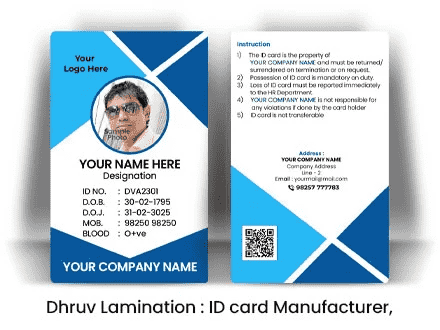 Your
Logo Here
Sample
Photo
YOUR NAME HERE
Designation
ID NO. : DVA2301
D.O.B. : 30-02-1795
D.O.J. : 31-02-3025
MOB. : 98250 98250
BLOOD : O+ve
YOUR COMPANY NAME
Instruction
1) The ID card is the property of
YOUR COMPANY NAME and must be returned/
surrendered on termination or on request.
2) Possession of ID card is mandatory on duty.
3) Loss of ID card must be reported immediately
to the HR Department.
4) YOUR COMPANY NAME is not responsible for
any violations if done by the card holder
5) ID card is not transferable
Address :
YOUR COMPANY NAME
Company Address
Line - 2
Email : yourmail@mail.com
98257 777783
Dhruv Lamination : ID card Manufacturer,